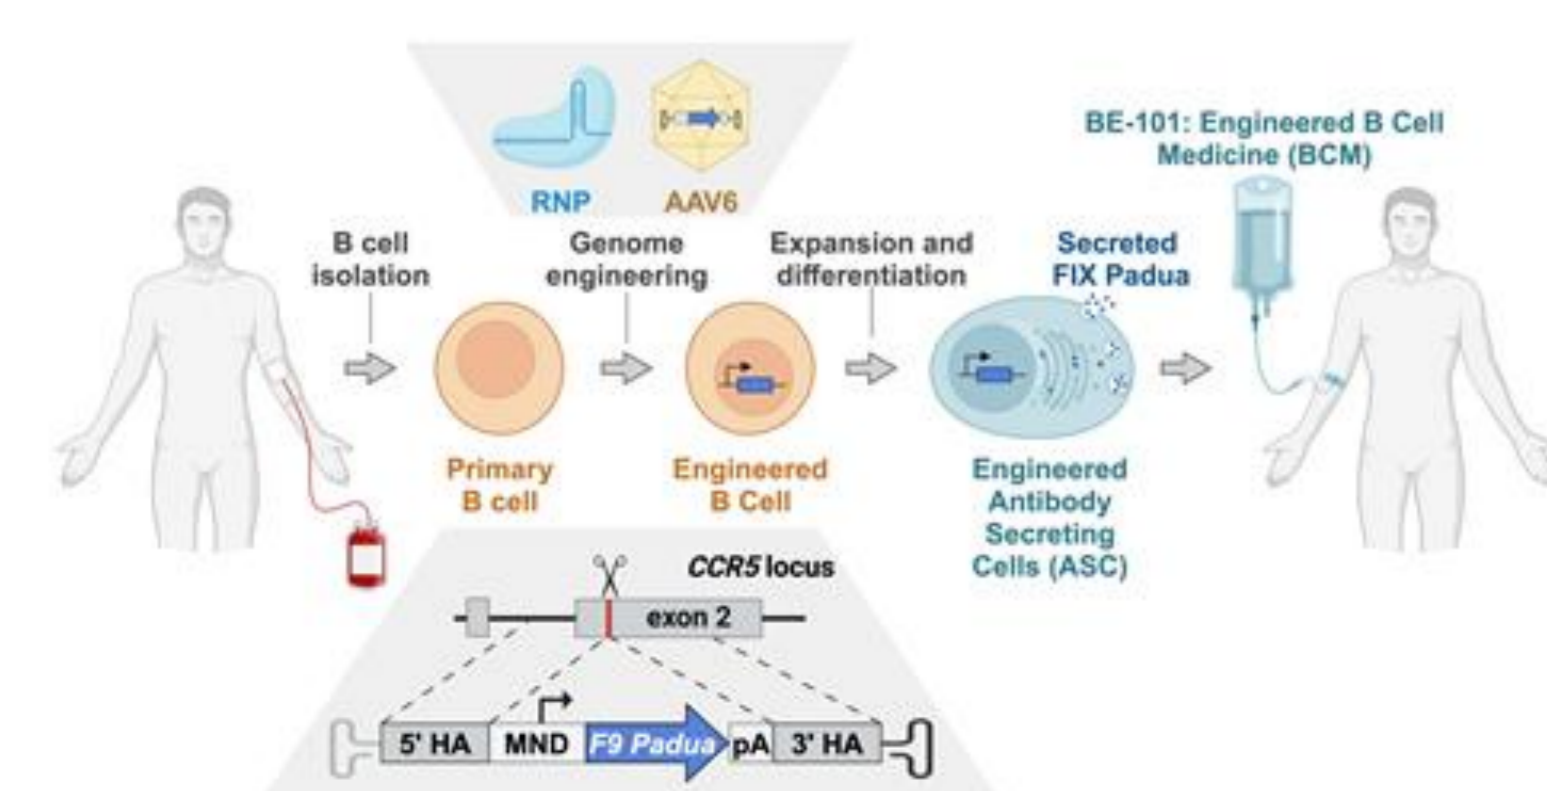 RNP
AAV6
BE-101: Engineered B Cell
Medicine (BCM)
B cell
isolation
Genome
engineering
Expansion and
differentiation
Secreted
FIX Padua
Primary
B cell
Engineered
B Cell
Engineered
Antibody
Secreting
Cells (ASC)
CCR5 locus
exon 2
5' HA
MND
F9 Padua
pA
3' HA